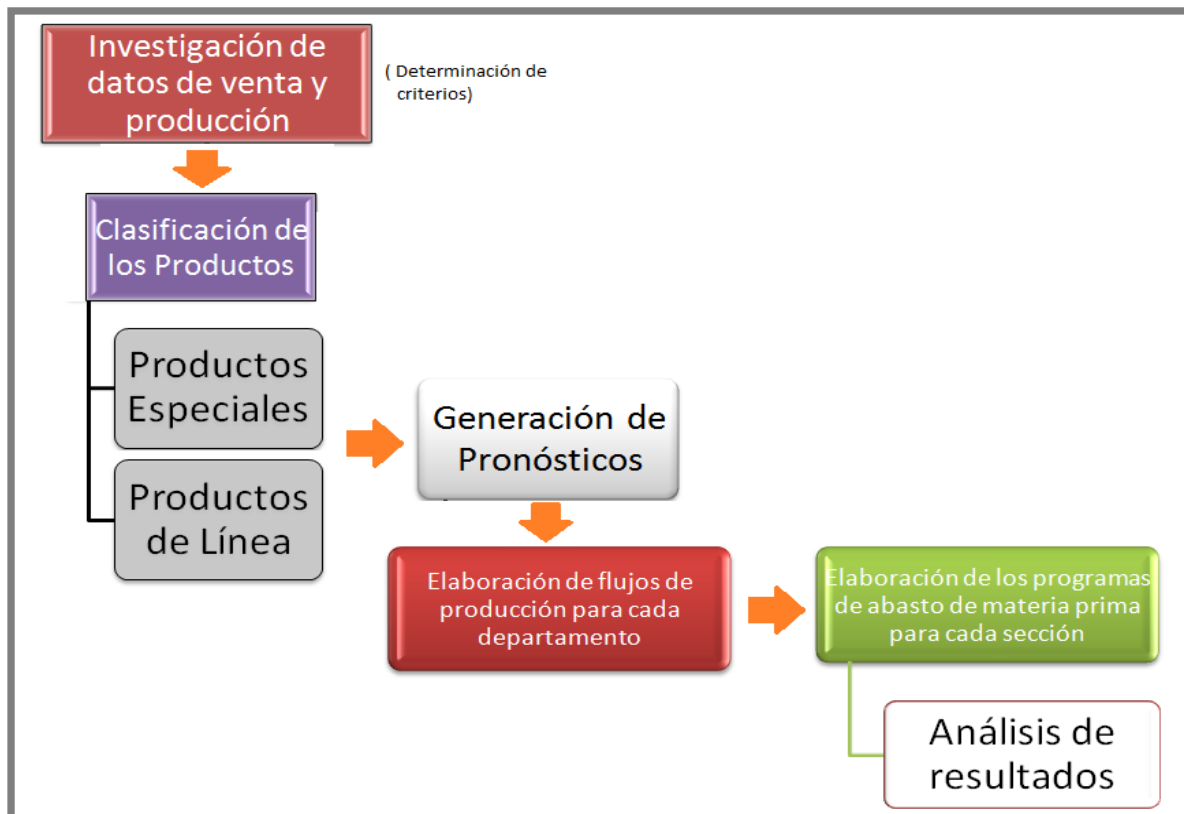 Investigación de
datos de venta y
producción
( Determinación de
criterios)
Clasificación de
los Productos
Productos
Especiales
Productos
de Línea
Generación de
Pronósticos
Elaboración de flujos de
producción para cada
departamento
Elaboración de los programas
de abasto de materia prima
para cada sección
Análisis de
resultados